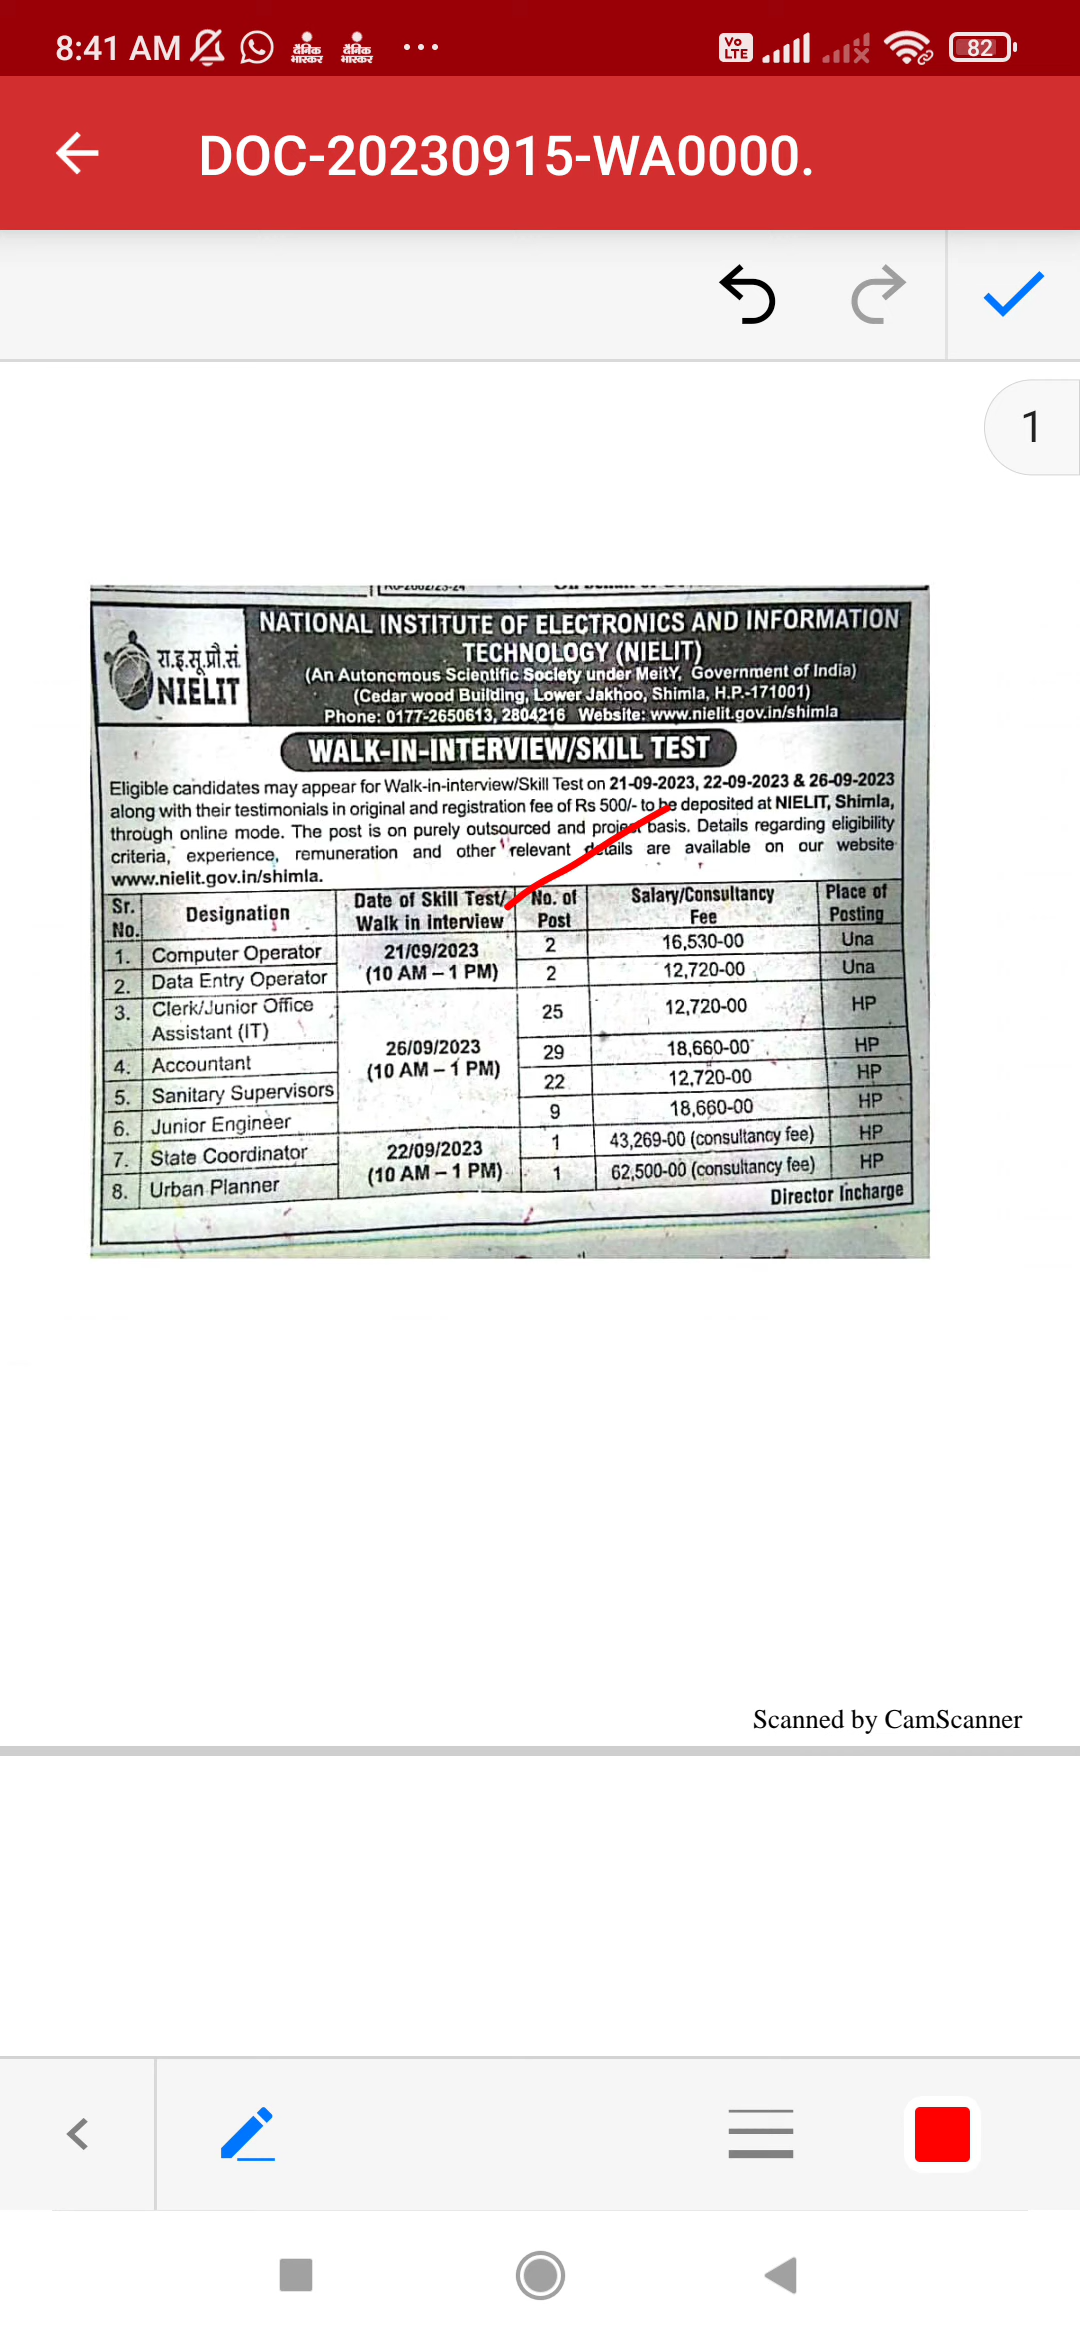 8:41 AM
दैनिक भास्कर
दैनिक भास्कर
Vo LTE
82
DOC-20230915-WA0000.
1
रा.इ.सू.प्रौ.सं.
NIELIT
NATIONAL INSTITUTE OF ELECTRONICS AND INFORMATION
TECHNOLOGY (NIELIT)
(An Autonomous Scientific Society under MeitY, Government of India)
(Cedar wood Building, Lower Jakhoo, Shimla, H.P.-171001)
Phone: 0177-2650613, 2804216 Website: www.nielit.gov.in/shimla
WALK-IN-INTERVIEW/SKILL TEST
Eligible candidates may appear for Walk-in-interview/Skill Test on 21-09-2023, 22-09-2023 & 26-09-2023
along with their testimonials in original and registration fee of Rs 500/- to be deposited at NIELIT, Shimla,
through online mode. The post is on purely outsourced and project basis. Details regarding eligibility
criteria, experience, remuneration and other relevant details are available on our website
www.nielit.gov.in/shimla.
Sr. No. Designation Date of Skill Test/ Walk in interview No. of Post Salary/Consultancy Fee Place of Posting
1. Computer Operator 21/09/2023 (10 AM – 1 PM) 2 16,530-00 Una
2. Data Entry Operator 2 12,720-00 Una
3. Clerk/Junior Office Assistant (IT) 26/09/2023 (10 AM – 1 PM) 25 12,720-00 HP
4. Accountant 29 18,660-00 HP
5. Sanitary Supervisors 22 12,720-00 HP
6. Junior Engineer 9 18,660-00 HP
7. State Coordinator 22/09/2023 (10 AM – 1 PM) 1 43,269-00 (consultancy fee) HP
8. Urban Planner 1 62,500-00 (consultancy fee) HP
Director Incharge
Scanned by CamScanner